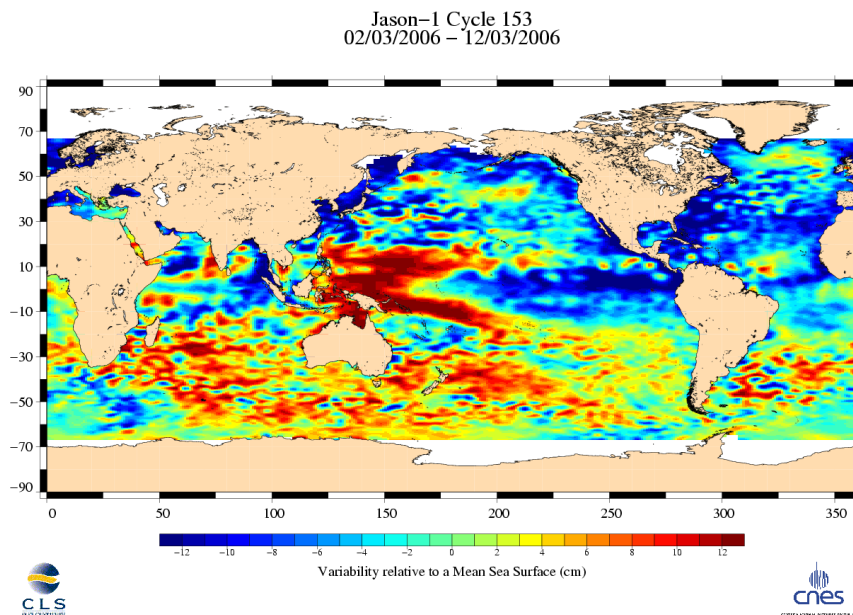 Jason−1 Cycle 153
02/03/2006 − 12/03/2006
90
70
50
30
10
−10
−30
−50
−70
−90
0 50 100 150 200 250 300 350
−12 −10 −8 −6 −4 −2 0 2 4 6 8 10 12
Variability relative to a Mean Sea Surface (cm)
CLS
cnes